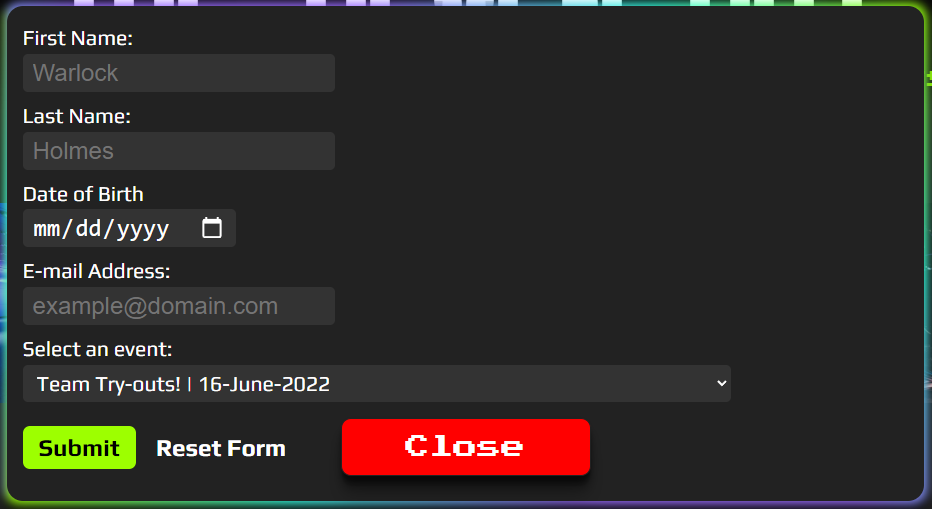 First Name:
Warlock
Last Name:
Holmes
Date of Birth
mm/dd/yyyy
E-mail Address:
example@domain.com
Select an event:
Team Try-outs! | 16-June-2022
Submit Reset Form Close